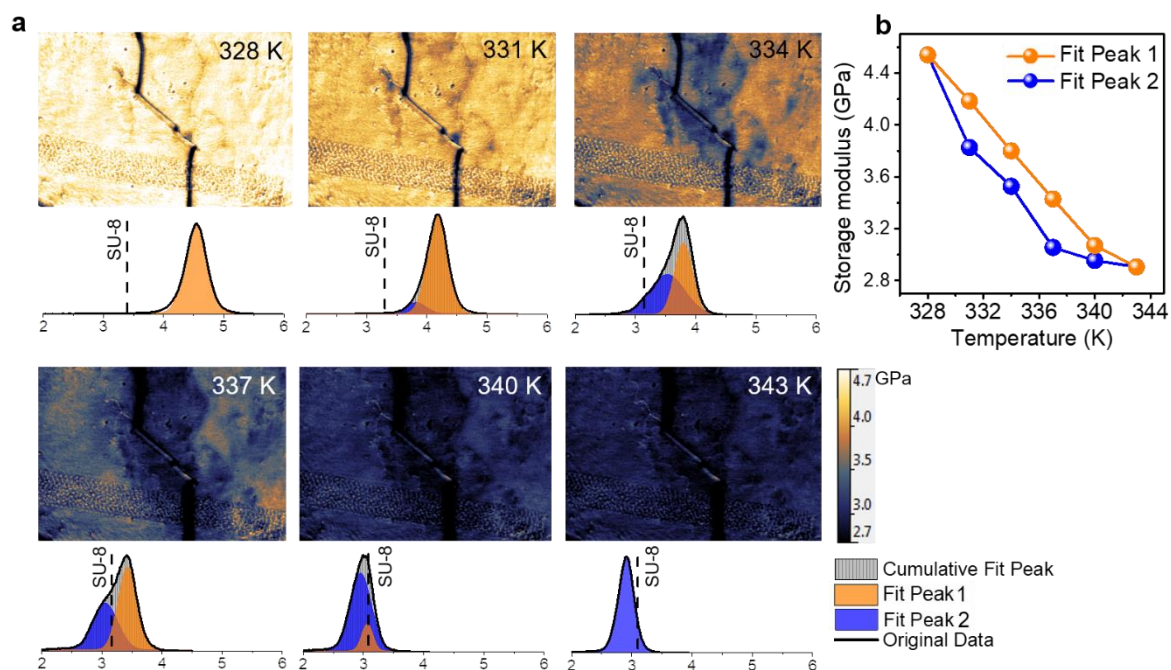 a
328 K
331 K
334 K
SU-8
SU-8
SU-8
2 3 4 5 6
2 3 4 5 6
2 3 4 5 6
b
Fit Peak 1
Fit Peak 2
Storage modulus (GPa)
4.4
4.0
3.6
3.2
2.8
328 332 336 340 344
Temperature (K)
337 K
340 K
343 K
SU-8
SU-8
SU-8
2 3 4 5 6
2 3 4 5 6
2 3 4 5 6
4.7
GPa
4.0
3.5
3.0
2.7
Cumulative Fit Peak
Fit Peak 1
Fit Peak 2
Original Data